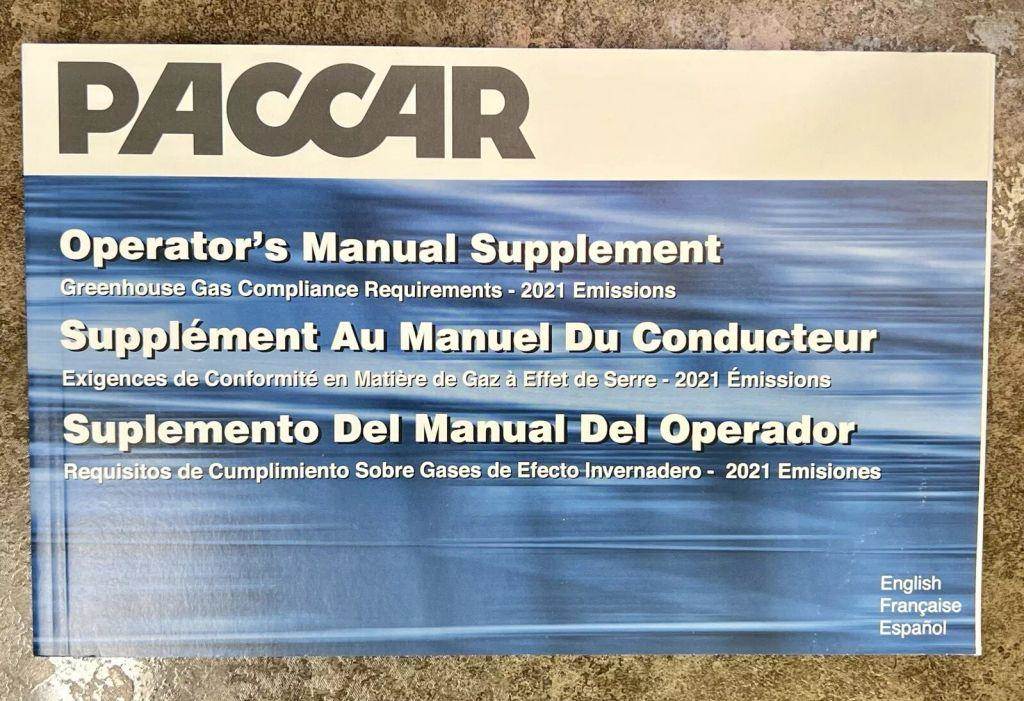 PACCAR
Operator's Manual Supplement
Greenhouse Gas Compliance Requirements - 2021 Emissions
Supplément Au Manuel Du Conducteur
Exigences de Conformité en Matière de Gaz à Effet de Serre - 2021 Émissions
Suplemento Del Manual Del Operador
Requisitos de Cumplimiento Sobre Gases de Efecto Invernadero - 2021 Emisiones
English
Française
Español